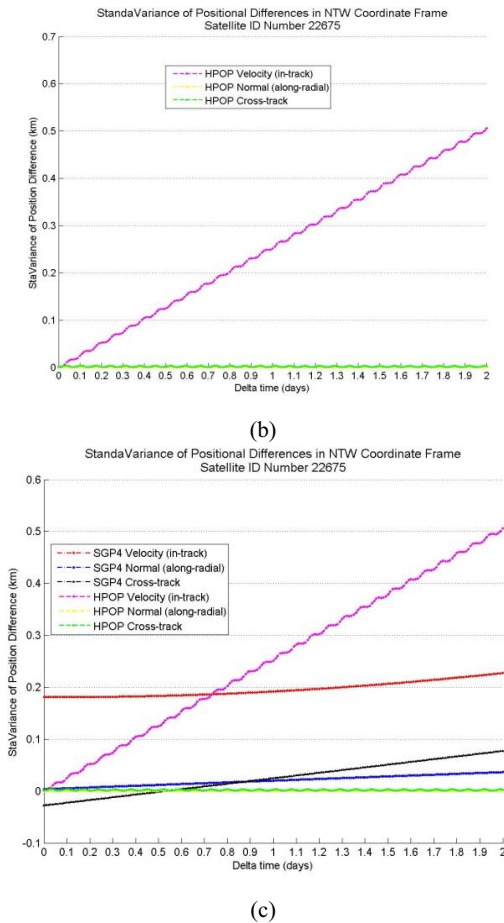 StandaVariance of Positional Differences in NTW Coordinate Frame
Satellite ID Number 22675
0.7
0.6
0.5
0.4
0.3
0.2
0.1
0
StaVariance of Position Difference (km)
HPOP Velocity (in-track)
HPOP Normal (along-radial)
HPOP Cross-track
0 0.1 0.2 0.3 0.4 0.5 0.6 0.7 0.8 0.9 1 1.1 1.2 1.3 1.4 1.5 1.6 1.7 1.8 1.9 2
Delta time (days)
(b)
StandaVariance of Positional Differences in NTW Coordinate Frame
Satellite ID Number 22675
0.6
0.5
0.4
0.3
0.2
0.1
0
-0.1
StaVariance of Position Difference (km)
SGP4 Velocity (in-track)
SGP4 Normal (along-radial)
SGP4 Cross-track
HPOP Velocity (in-track)
HPOP Normal (along-radial)
HPOP Cross-track
0 0.1 0.2 0.3 0.4 0.5 0.6 0.7 0.8 0.9 1 1.1 1.2 1.3 1.4 1.5 1.6 1.7 1.8 1.9 2
Delta time (days)
(c)